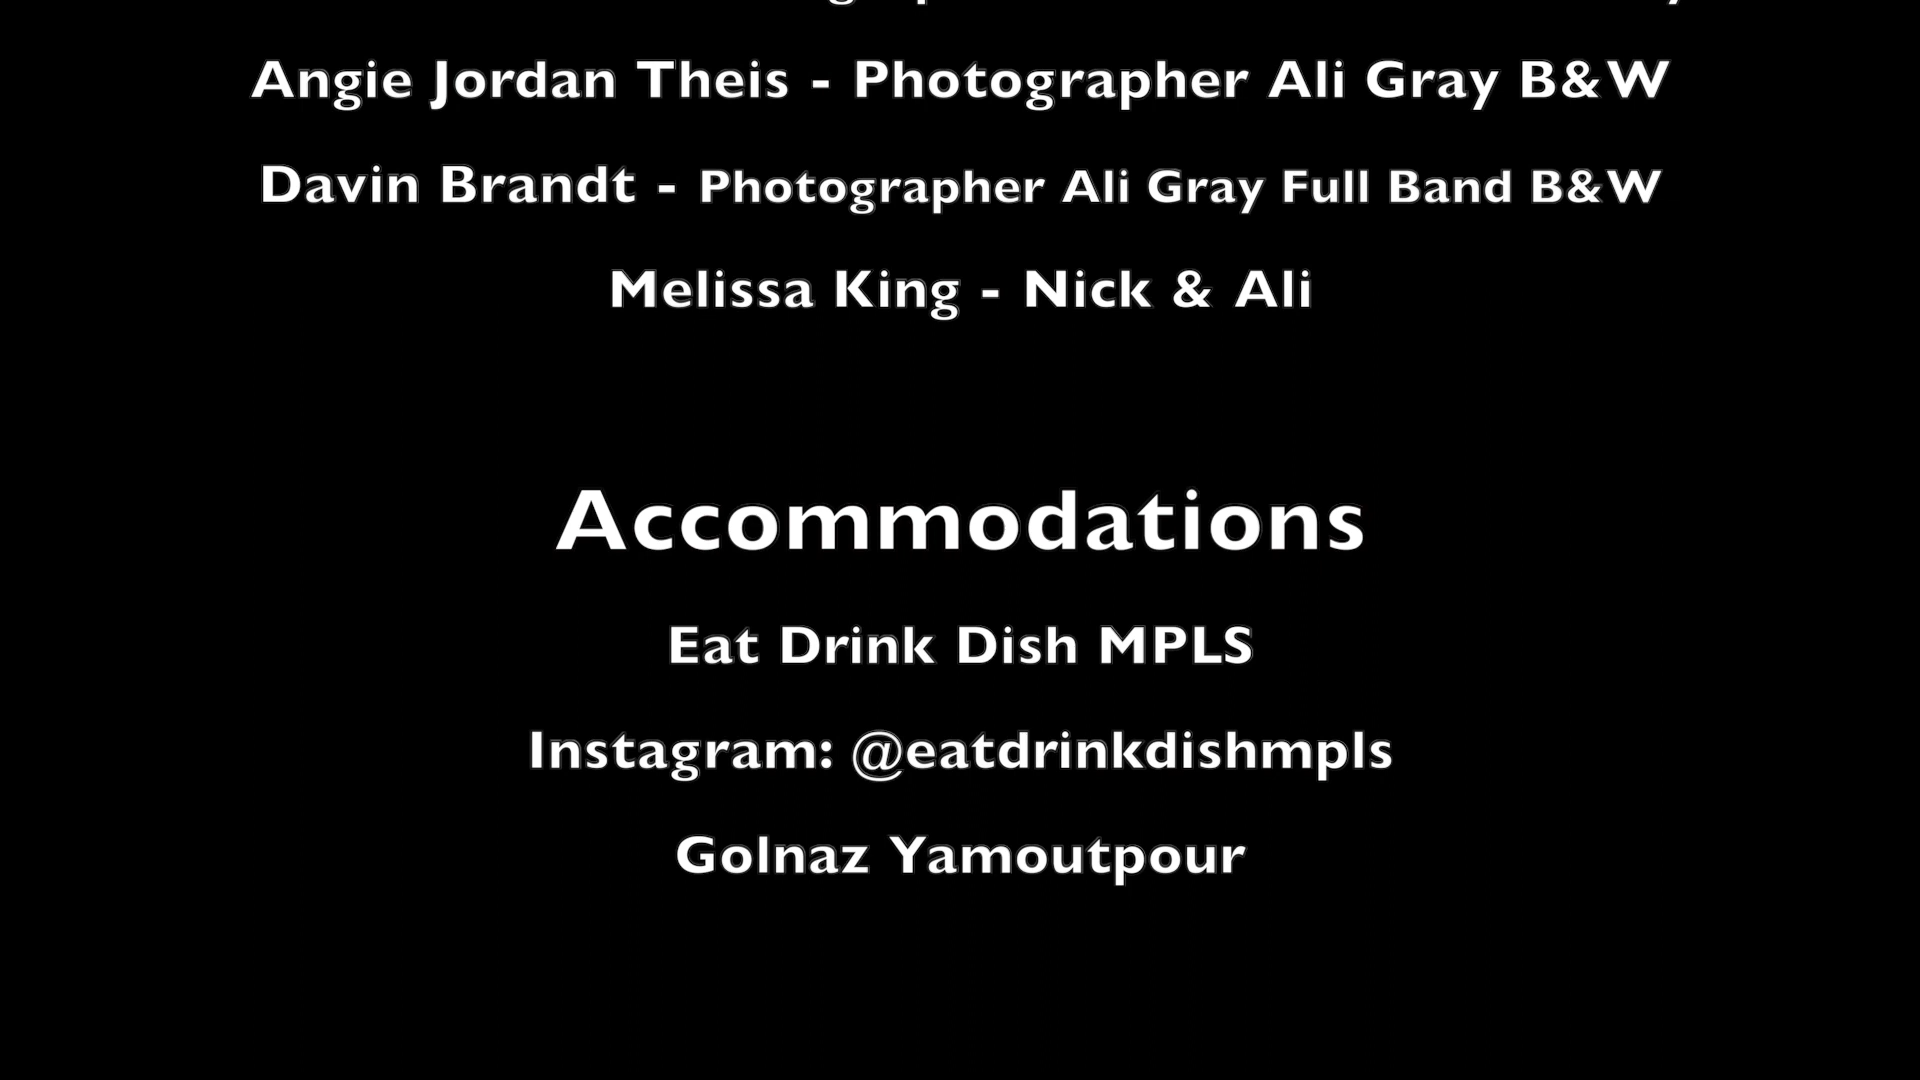 Angie Jordan Theis - Photographer Ali Gray B&W
Davin Brandt - Photographer Ali Gray Full Band B&W
Melissa King - Nick & Ali
Accommodations
Eat Drink Dish MPLS
Instagram: @eatdrinkdishmpls
Golnaz Yamoutpour